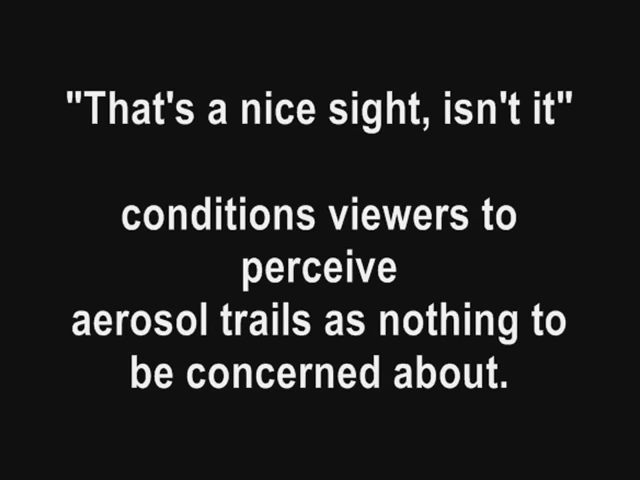 "That's a nice sight, isn't it"
conditions viewers to
perceive
aerosol trails as nothing to
be concerned about.